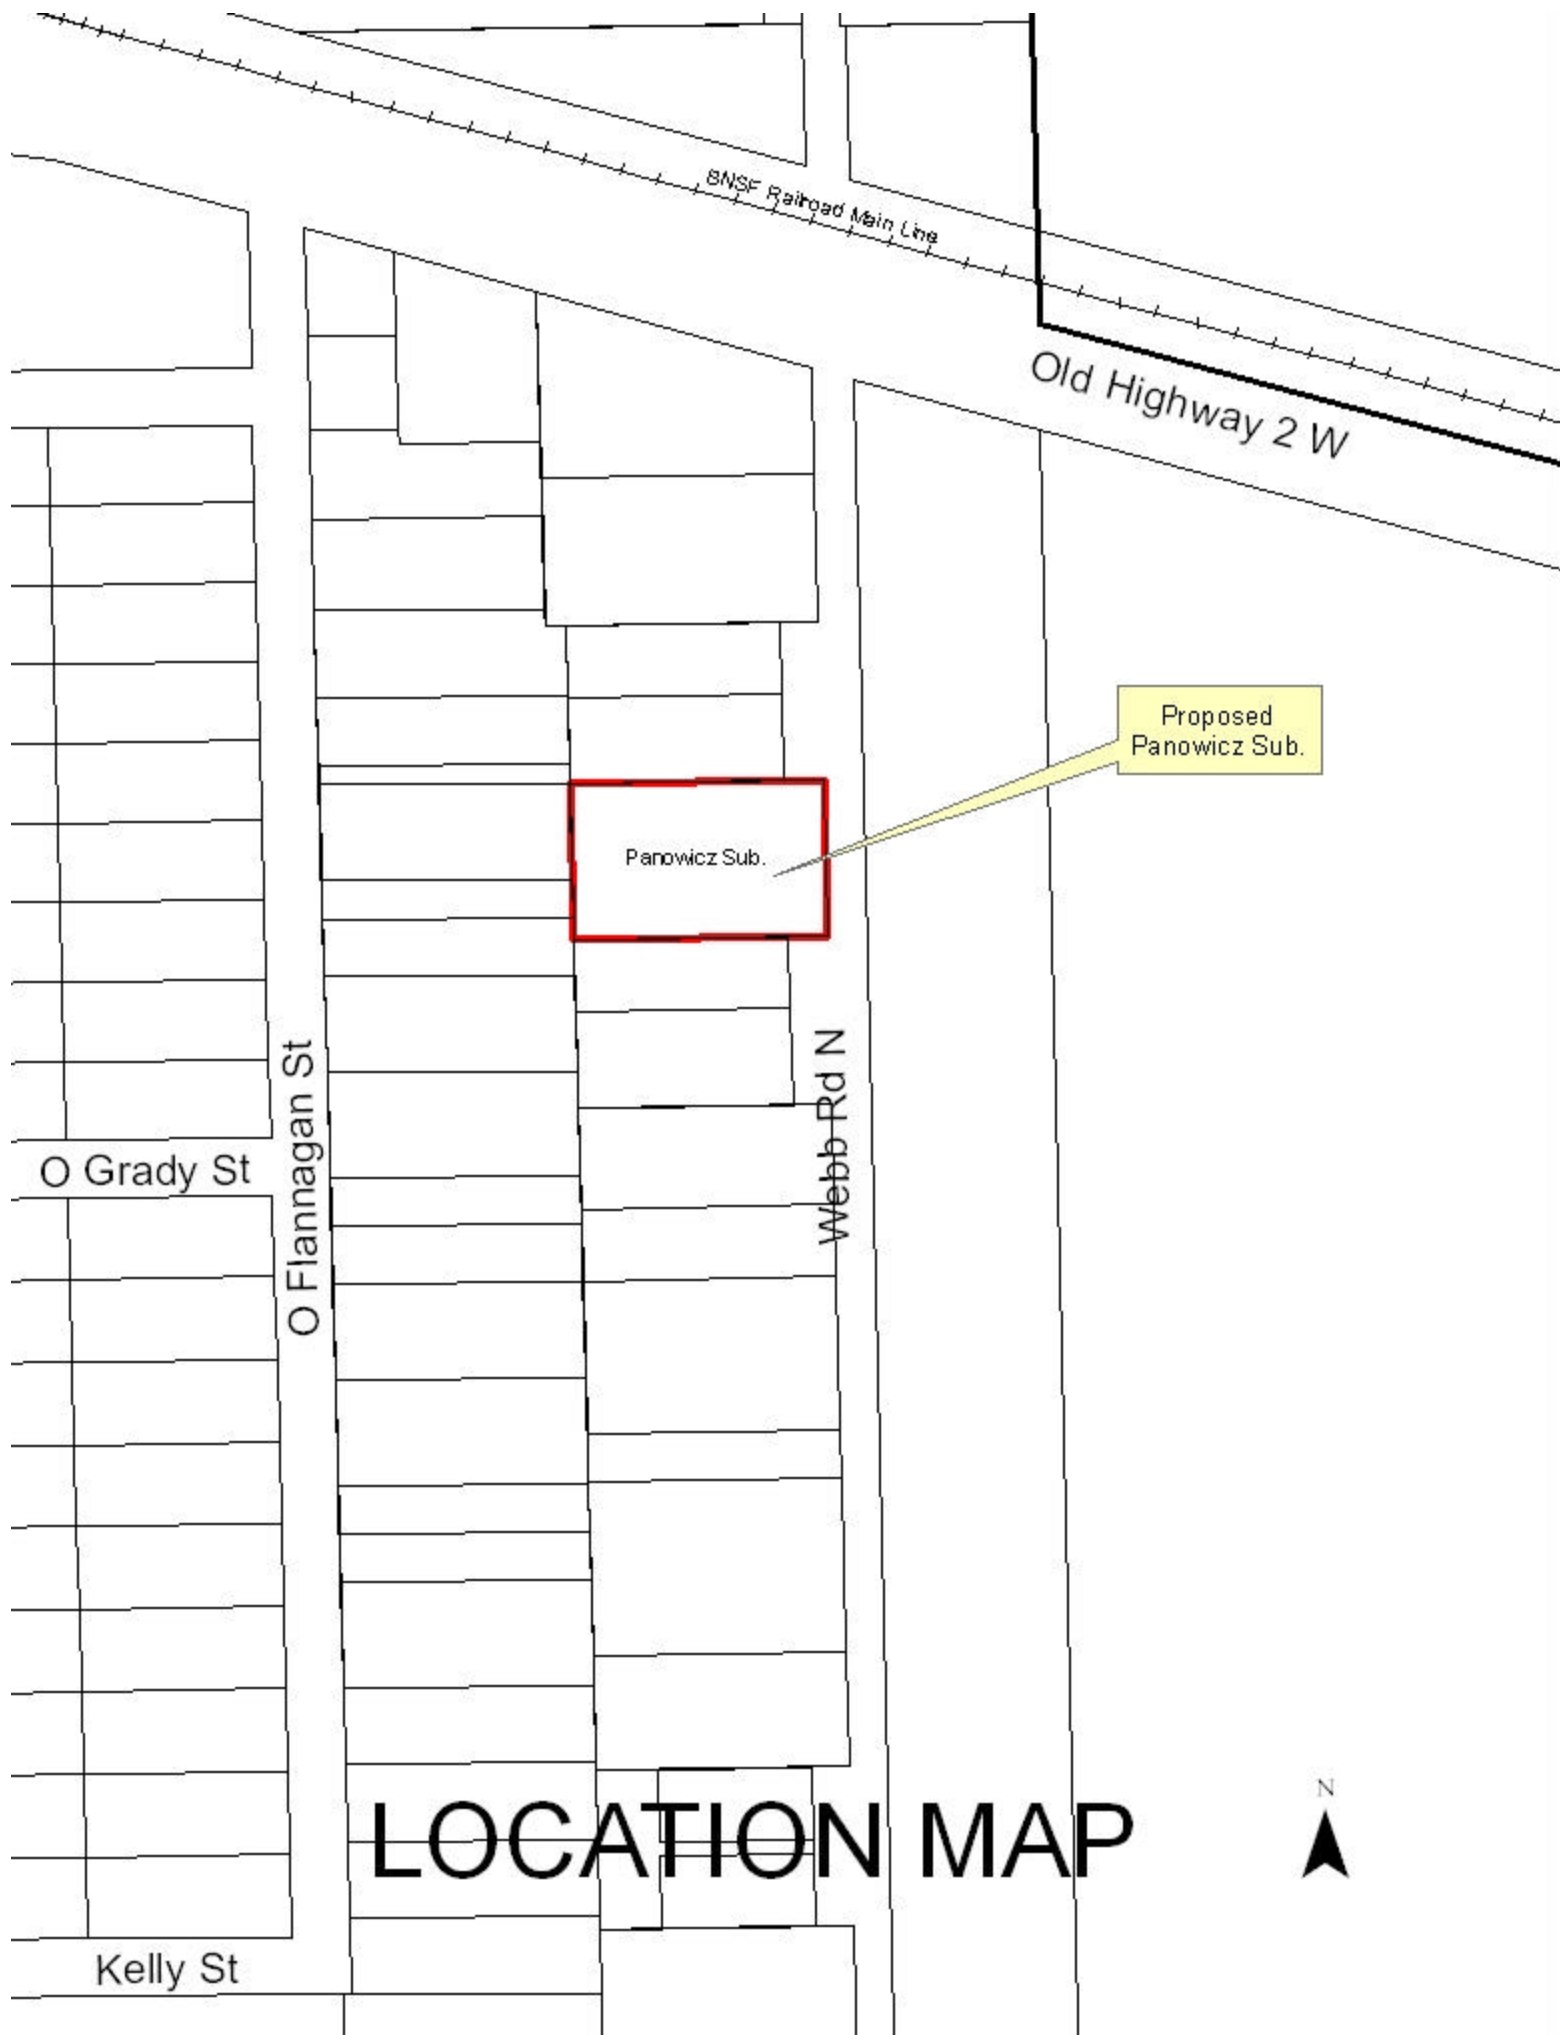 BNSF Railroad Main Line
Old Highway 2 W
Proposed
Panowicz Sub.
Panowicz Sub.
Webb Rd N
O Flannagan St
O Grady St
N
LOCATION MAP
Kelly St